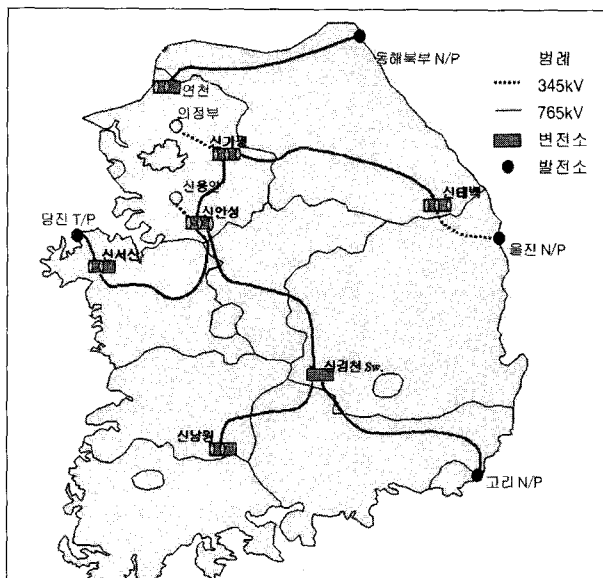 동해북부 N/P
범례
345kV
765kV
변전소
발전소
연천
의정부
신가평
신용인
신안성
신태백
당진 T/P
신서산
울진 N/P
신김천 Sw.
신남원
고리 N/P